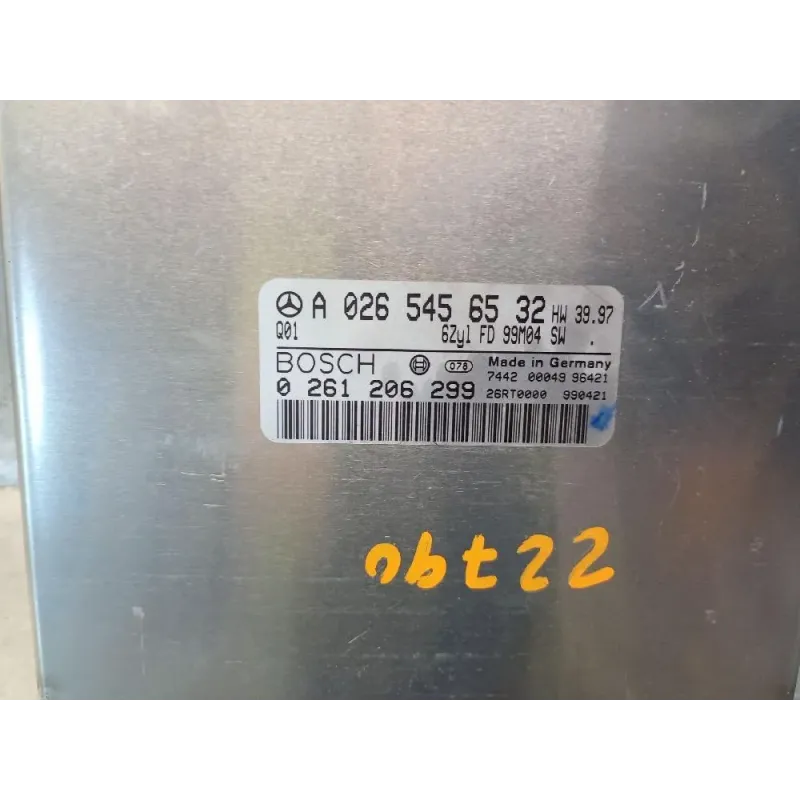 A 026 545 65 32 HW 39.97
Q01 6Zyl FD 99M04 SW .
BOSCH 078 Made in Germany
7442 00049 96421
0 261 206 299 26RT0000 990421